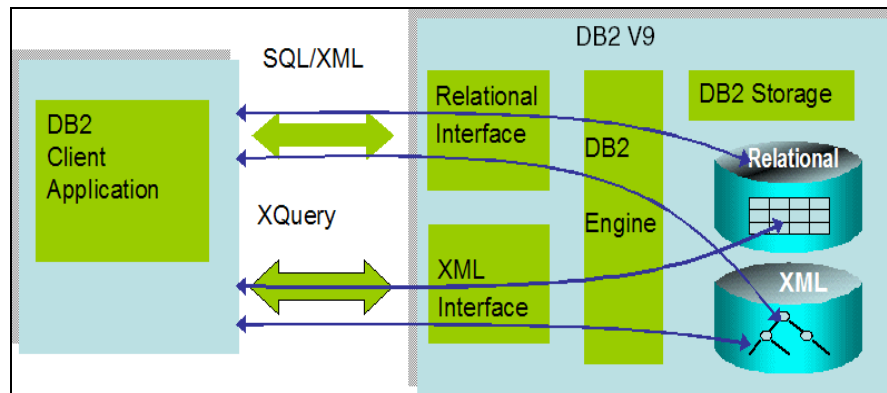 DB2 V9
SQL/XML
DB2
Client
Application
XQuery
Relational
Interface
XML
Interface
DB2
Engine
DB2 Storage
Relational
XML